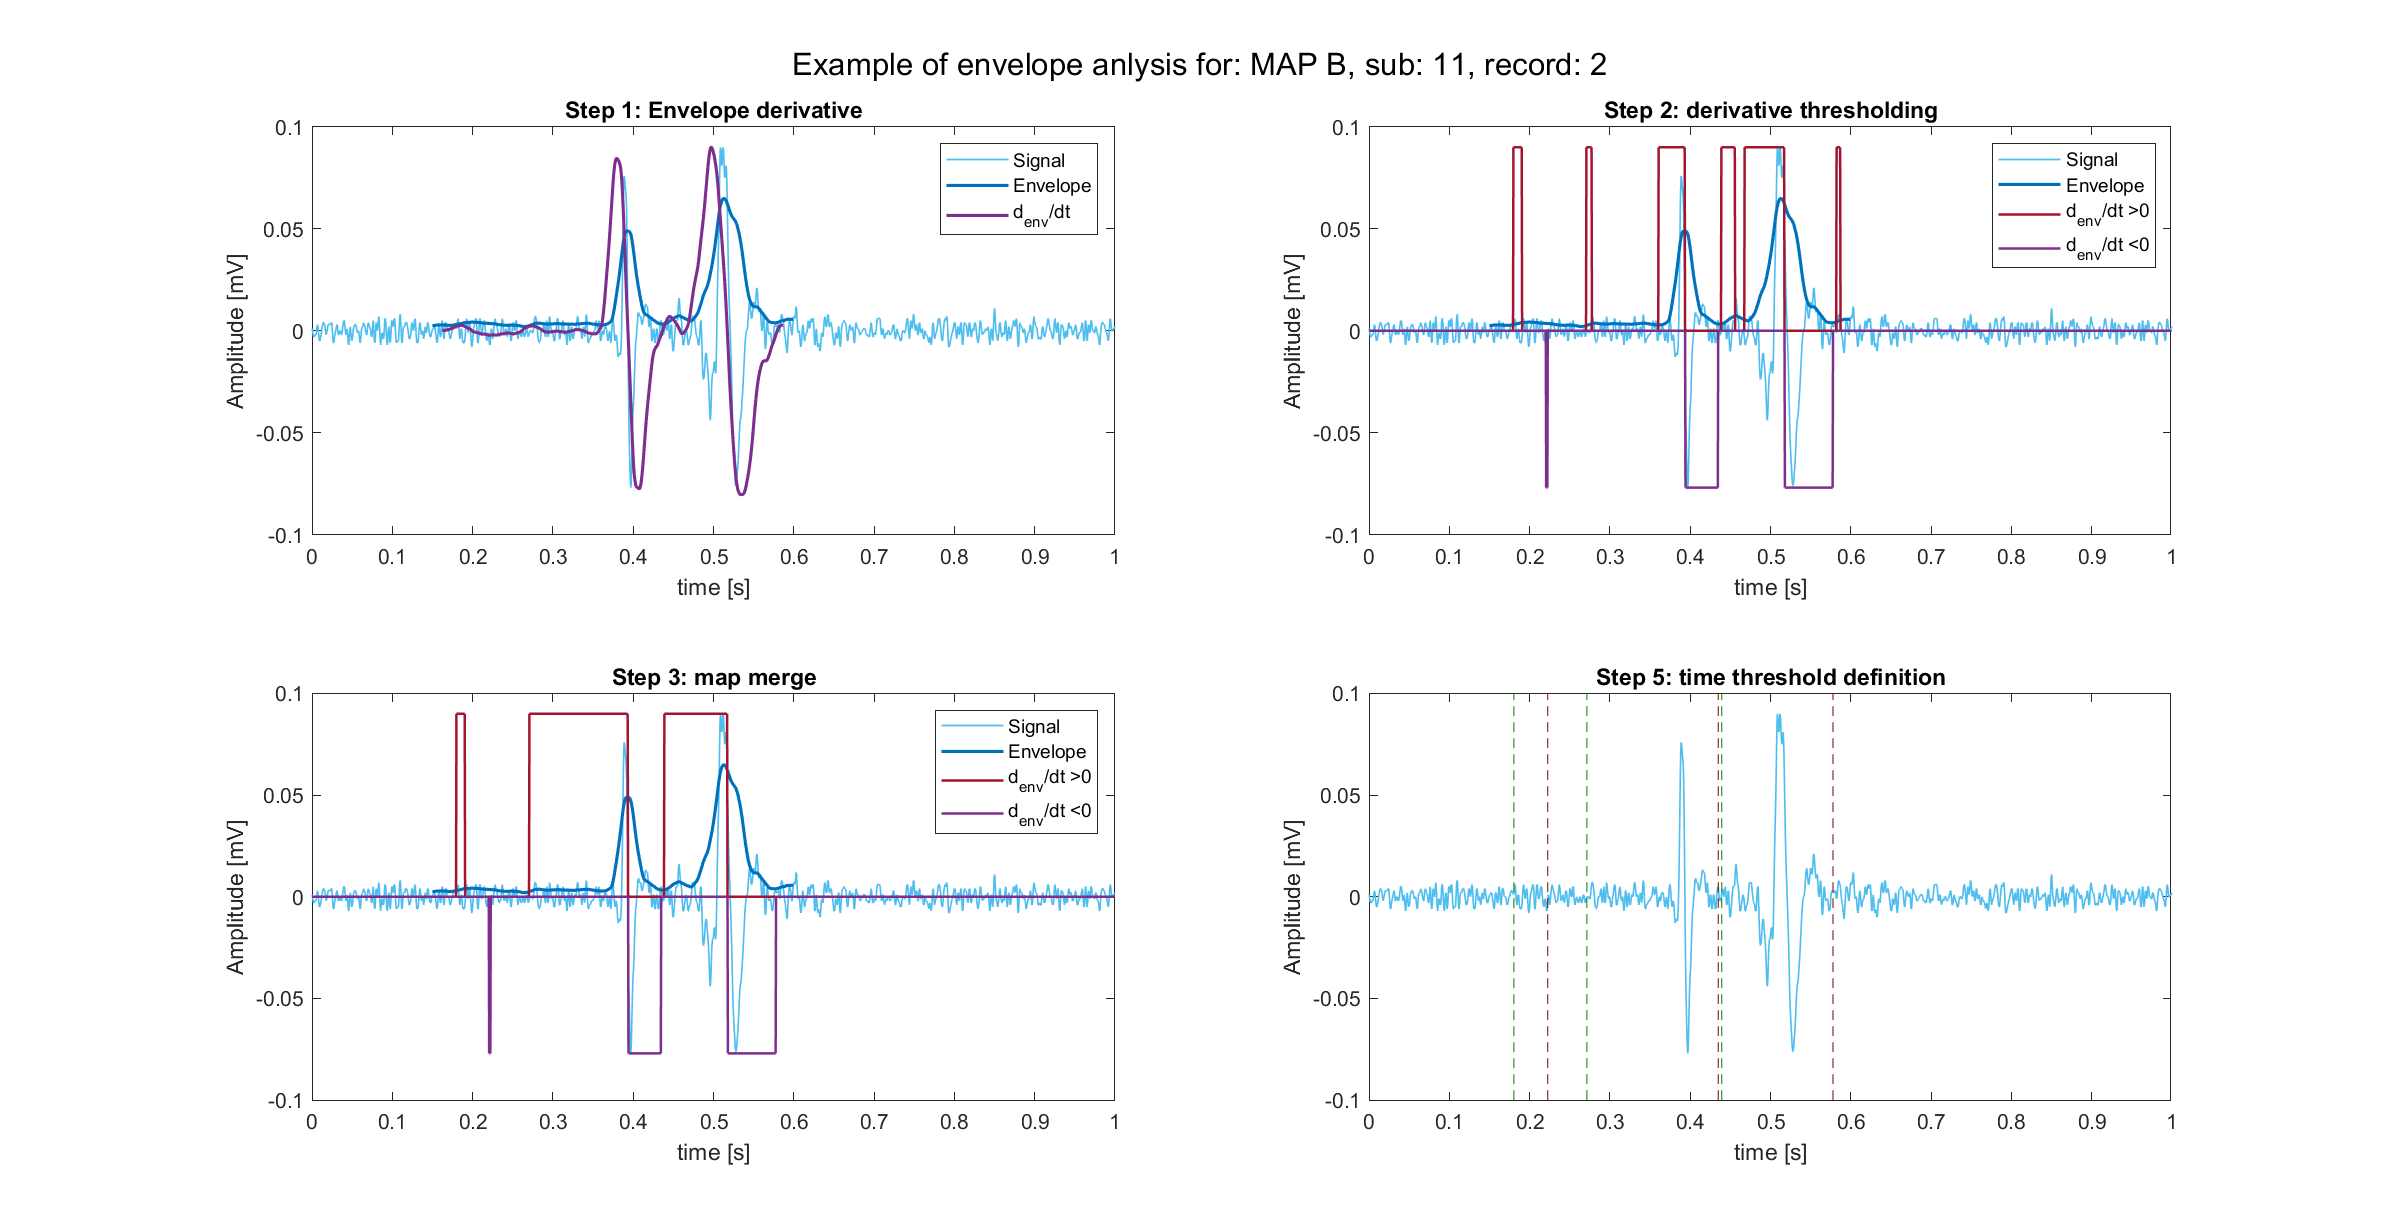 Example of envelope anlysis for: MAP B, sub: 11, record: 2
Step 1: Envelope derivative
0.1
0.05
0
-0.05
-0.1
Amplitude [mV]
0 0.1 0.2 0.3 0.4 0.5 0.6 0.7 0.8 0.9 1
time [s]
Signal
Envelope
d_env/dt
Step 2: derivative thresholding
0.1
0.05
0
-0.05
-0.1
Amplitude [mV]
0 0.1 0.2 0.3 0.4 0.5 0.6 0.7 0.8 0.9 1
time [s]
Signal
Envelope
d_env/dt >0
d_env/dt <0
Step 3: map merge
0.1
0.05
0
-0.05
-0.1
Amplitude [mV]
0 0.1 0.2 0.3 0.4 0.5 0.6 0.7 0.8 0.9 1
time [s]
Signal
Envelope
d_env/dt >0
d_env/dt <0
Step 5: time threshold definition
0.1
0.05
0
-0.05
-0.1
Amplitude [mV]
0 0.1 0.2 0.3 0.4 0.5 0.6 0.7 0.8 0.9 1
time [s]